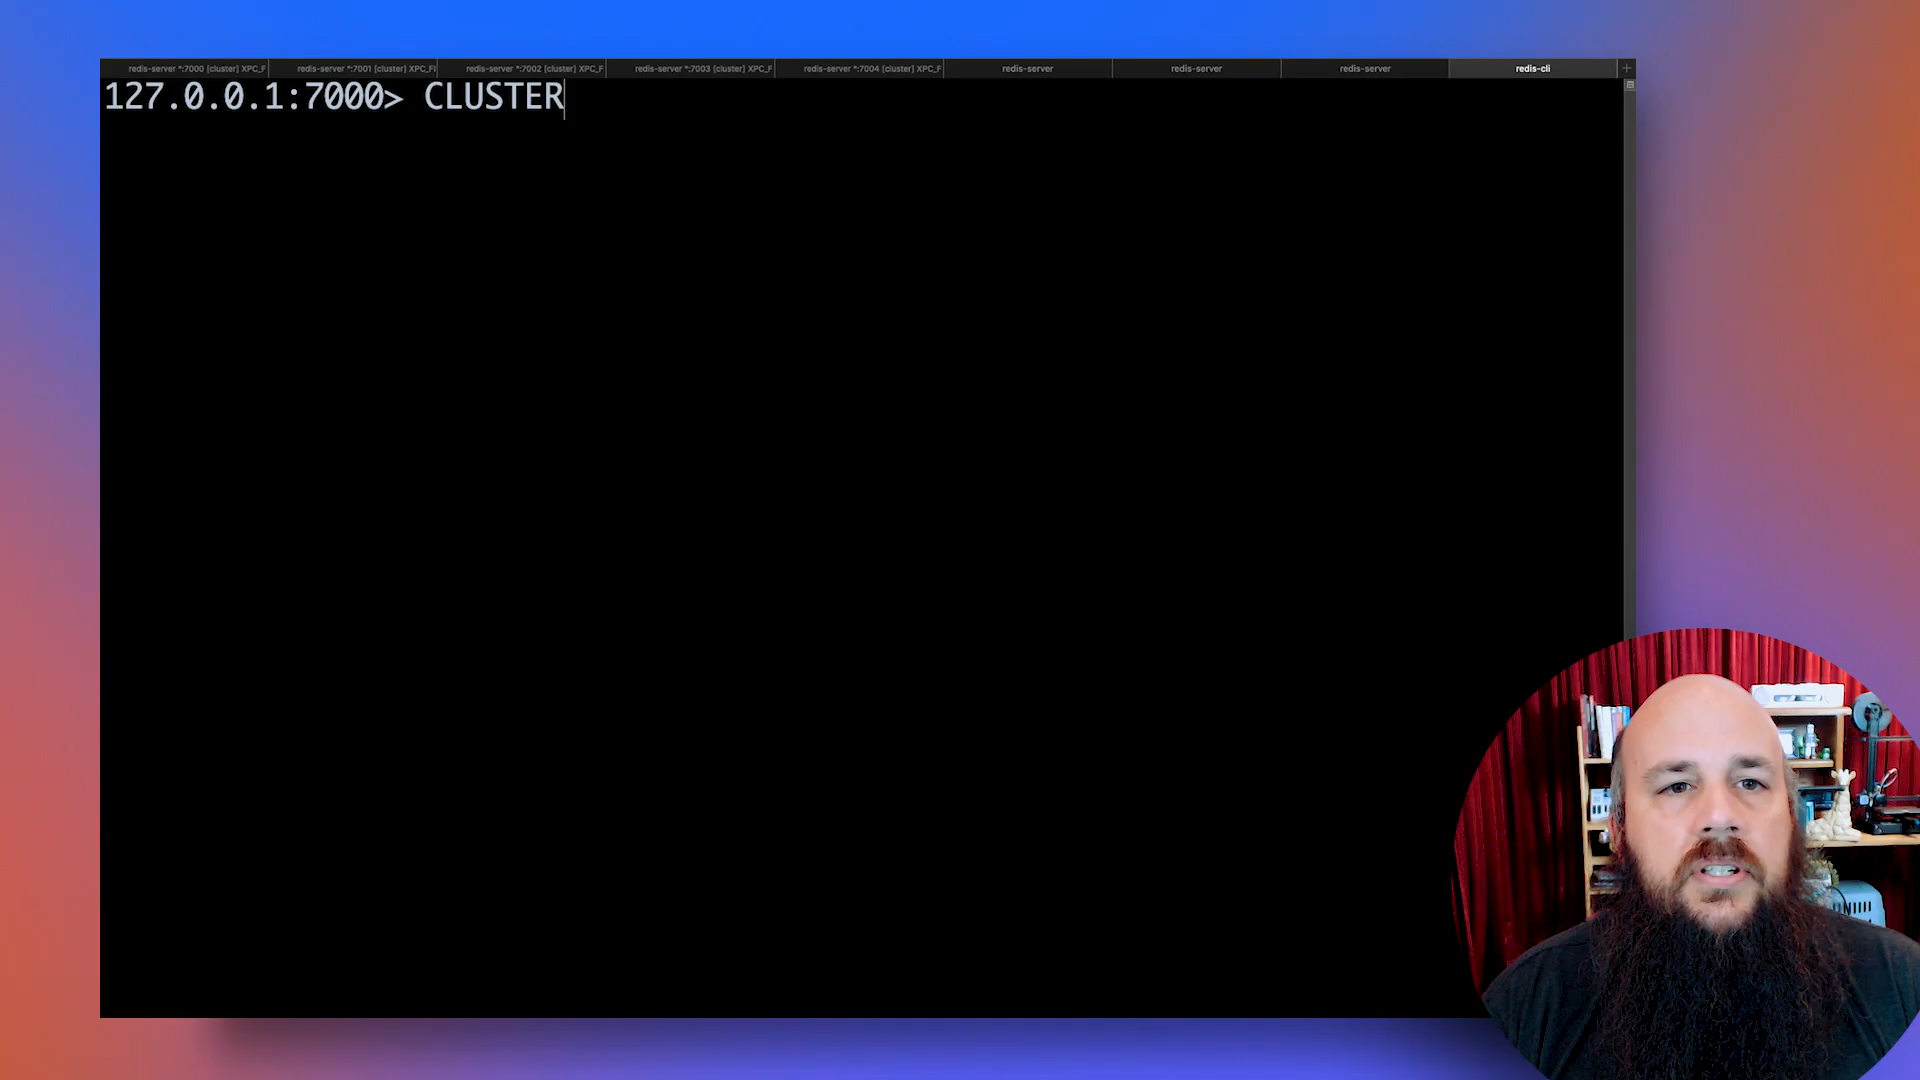 redis-server *:7000 [cluster] XPC_F
redis-server *:7001 [cluster] XPC_Fl
redis-server *:7002 [cluster] XPC_F
redis-server *:7003 [cluster] XPC_F
redis-server *:7004 [cluster] XPC_F
redis-server
redis-server
redis-server
redis-cli
127.0.0.1:7000> CLUSTER